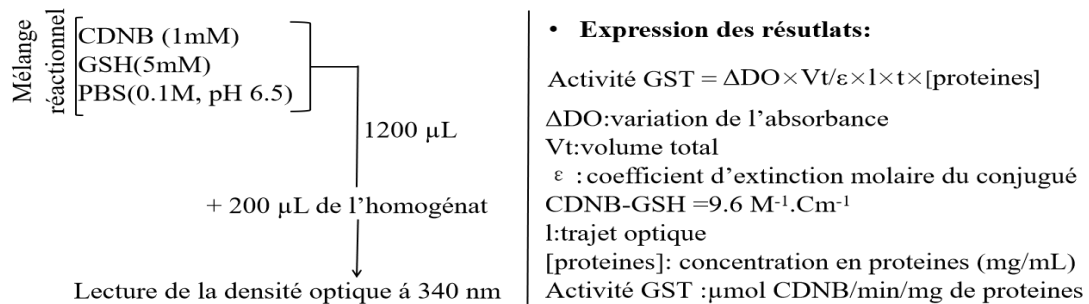 Mélange
réactionnel
CDNB (1mM)
GSH(5mM)
PBS(0.1M, pH 6.5)
1200 µL
+ 200 µL de l’homogénat
Lecture de la densité optique á 340 nm
• Expression des résutlats:
Activité GST = ΔDO×Vt/ε×l×t×[proteines]
ΔDO:variation de l’absorbance
Vt:volume total
ε :coefficient d’extinction molaire du conjugué
CDNB-GSH =9.6 M⁻¹.Cm⁻¹
l:trajet optique
[proteines]: concentration en proteines (mg/mL)
Activité GST :µmol CDNB/min/mg de proteines